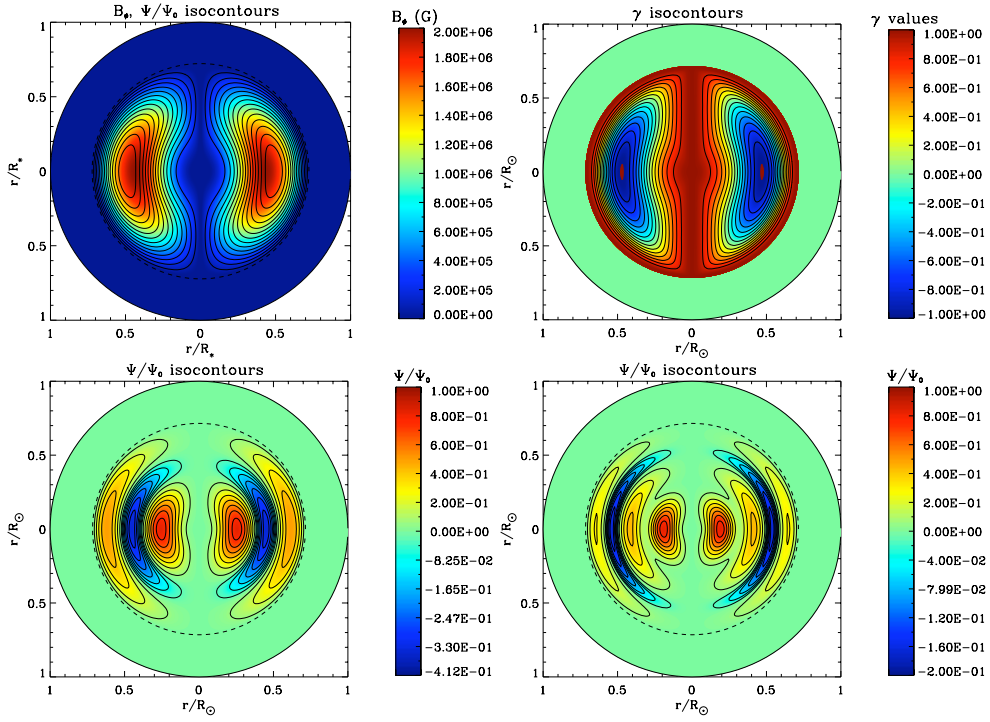 B_ø, Ψ/Ψ₀ isocontours
1
0.5
0
0.5
1
r/R_*
1 0.5 0 0.5 1
r/R_*
B_ø (G)
2.00E+06
1.80E+06
1.60E+06
1.40E+06
1.20E+06
1.00E+06
8.00E+05
6.00E+05
4.00E+05
2.00E+05
0.00E+00
γ isocontours
1
0.5
0
0.5
1
r/R_⊙
1 0.5 0 0.5 1
r/R_⊙
γ values
1.00E+00
8.00E-01
6.00E-01
4.00E-01
2.00E-01
0.00E+00
-2.00E-01
-4.00E-01
-6.00E-01
-8.00E-01
-1.00E+00
Ψ/Ψ₀ isocontours
1
0.5
0
0.5
1
r/R_⊙
1 0.5 0 0.5 1
r/R_⊙
Ψ/Ψ₀
1.00E+00
8.00E-01
6.00E-01
4.00E-01
2.00E-01
0.00E+00
-8.25E-02
-1.65E-01
-2.47E-01
-3.30E-01
-4.12E-01
Ψ/Ψ₀ isocontours
1
0.5
0
0.5
1
r/R_⊙
1 0.5 0 0.5 1
r/R_⊙
Ψ/Ψ₀
1.00E+00
8.00E-01
6.00E-01
4.00E-01
2.00E-01
0.00E+00
-4.00E-02
-7.99E-02
-1.20E-01
-1.60E-01
-2.00E-01